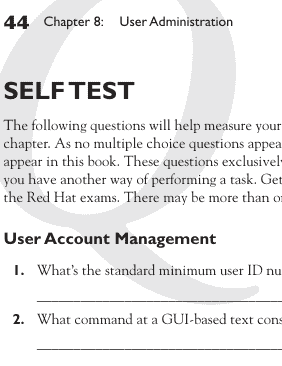 44 Chapter 8: User Administration
SELF TEST
The following questions will help measure your
chapter. As no multiple choice questions appea
appear in this book. These questions exclusively
you have another way of performing a task. Get
the Red Hat exams. There may be more than o
User Account Management
1. What's the standard minimum user ID nu
2. What command at a GUI-based text cons